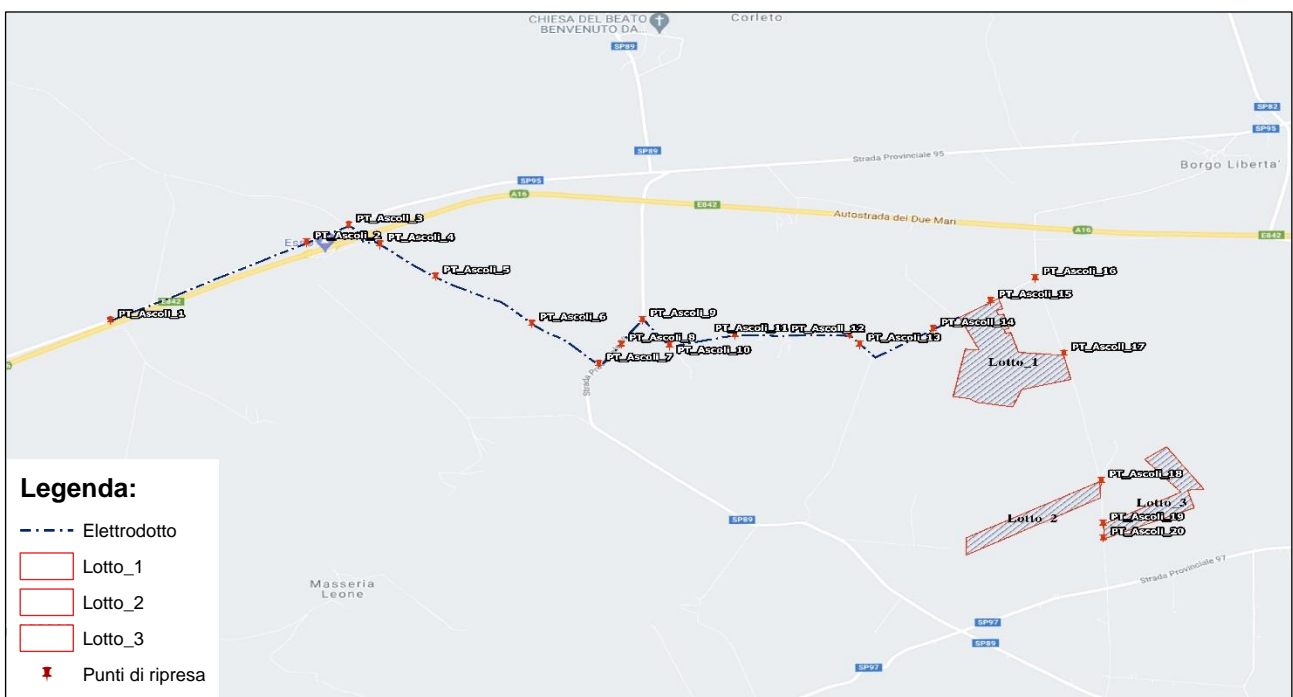 CHIESA DEL BEATO
BENVENUTO DA...
Corleto
SP89
SP82
SP95
SP89
Strada Provinciale 95
Borgo Liberta'
SP95
A16
E842
Autostrada dei Due Mari
A16
E842
PT_Ascoli_3
PT_Ascoli_2
PT_Ascoli_4
PT_Ascoli_5
PT_Ascoli_16
E842
PT_Ascoli_1
PT_Ascoli_15
PT_Ascoli_6
PT_Ascoli_9
PT_Ascoli_14
PT_Ascoli_11
PT_Ascoli_12
PT_Ascoli_8
PT_Ascoli_13
PT_Ascoli_10
PT_Ascoli_17
PT_Ascoli_7
Lotto_1
Strada
PT_Ascoli_18
Lotto_3
Lotto_2
PT_Ascoli_19
PT_Ascoli_20
SP89
Strada Provinciale 97
Masseria
Leone
SP97
SP89
SP97
Legenda:
Elettrodotto
Lotto_1
Lotto_2
Lotto_3
Punti di ripresa